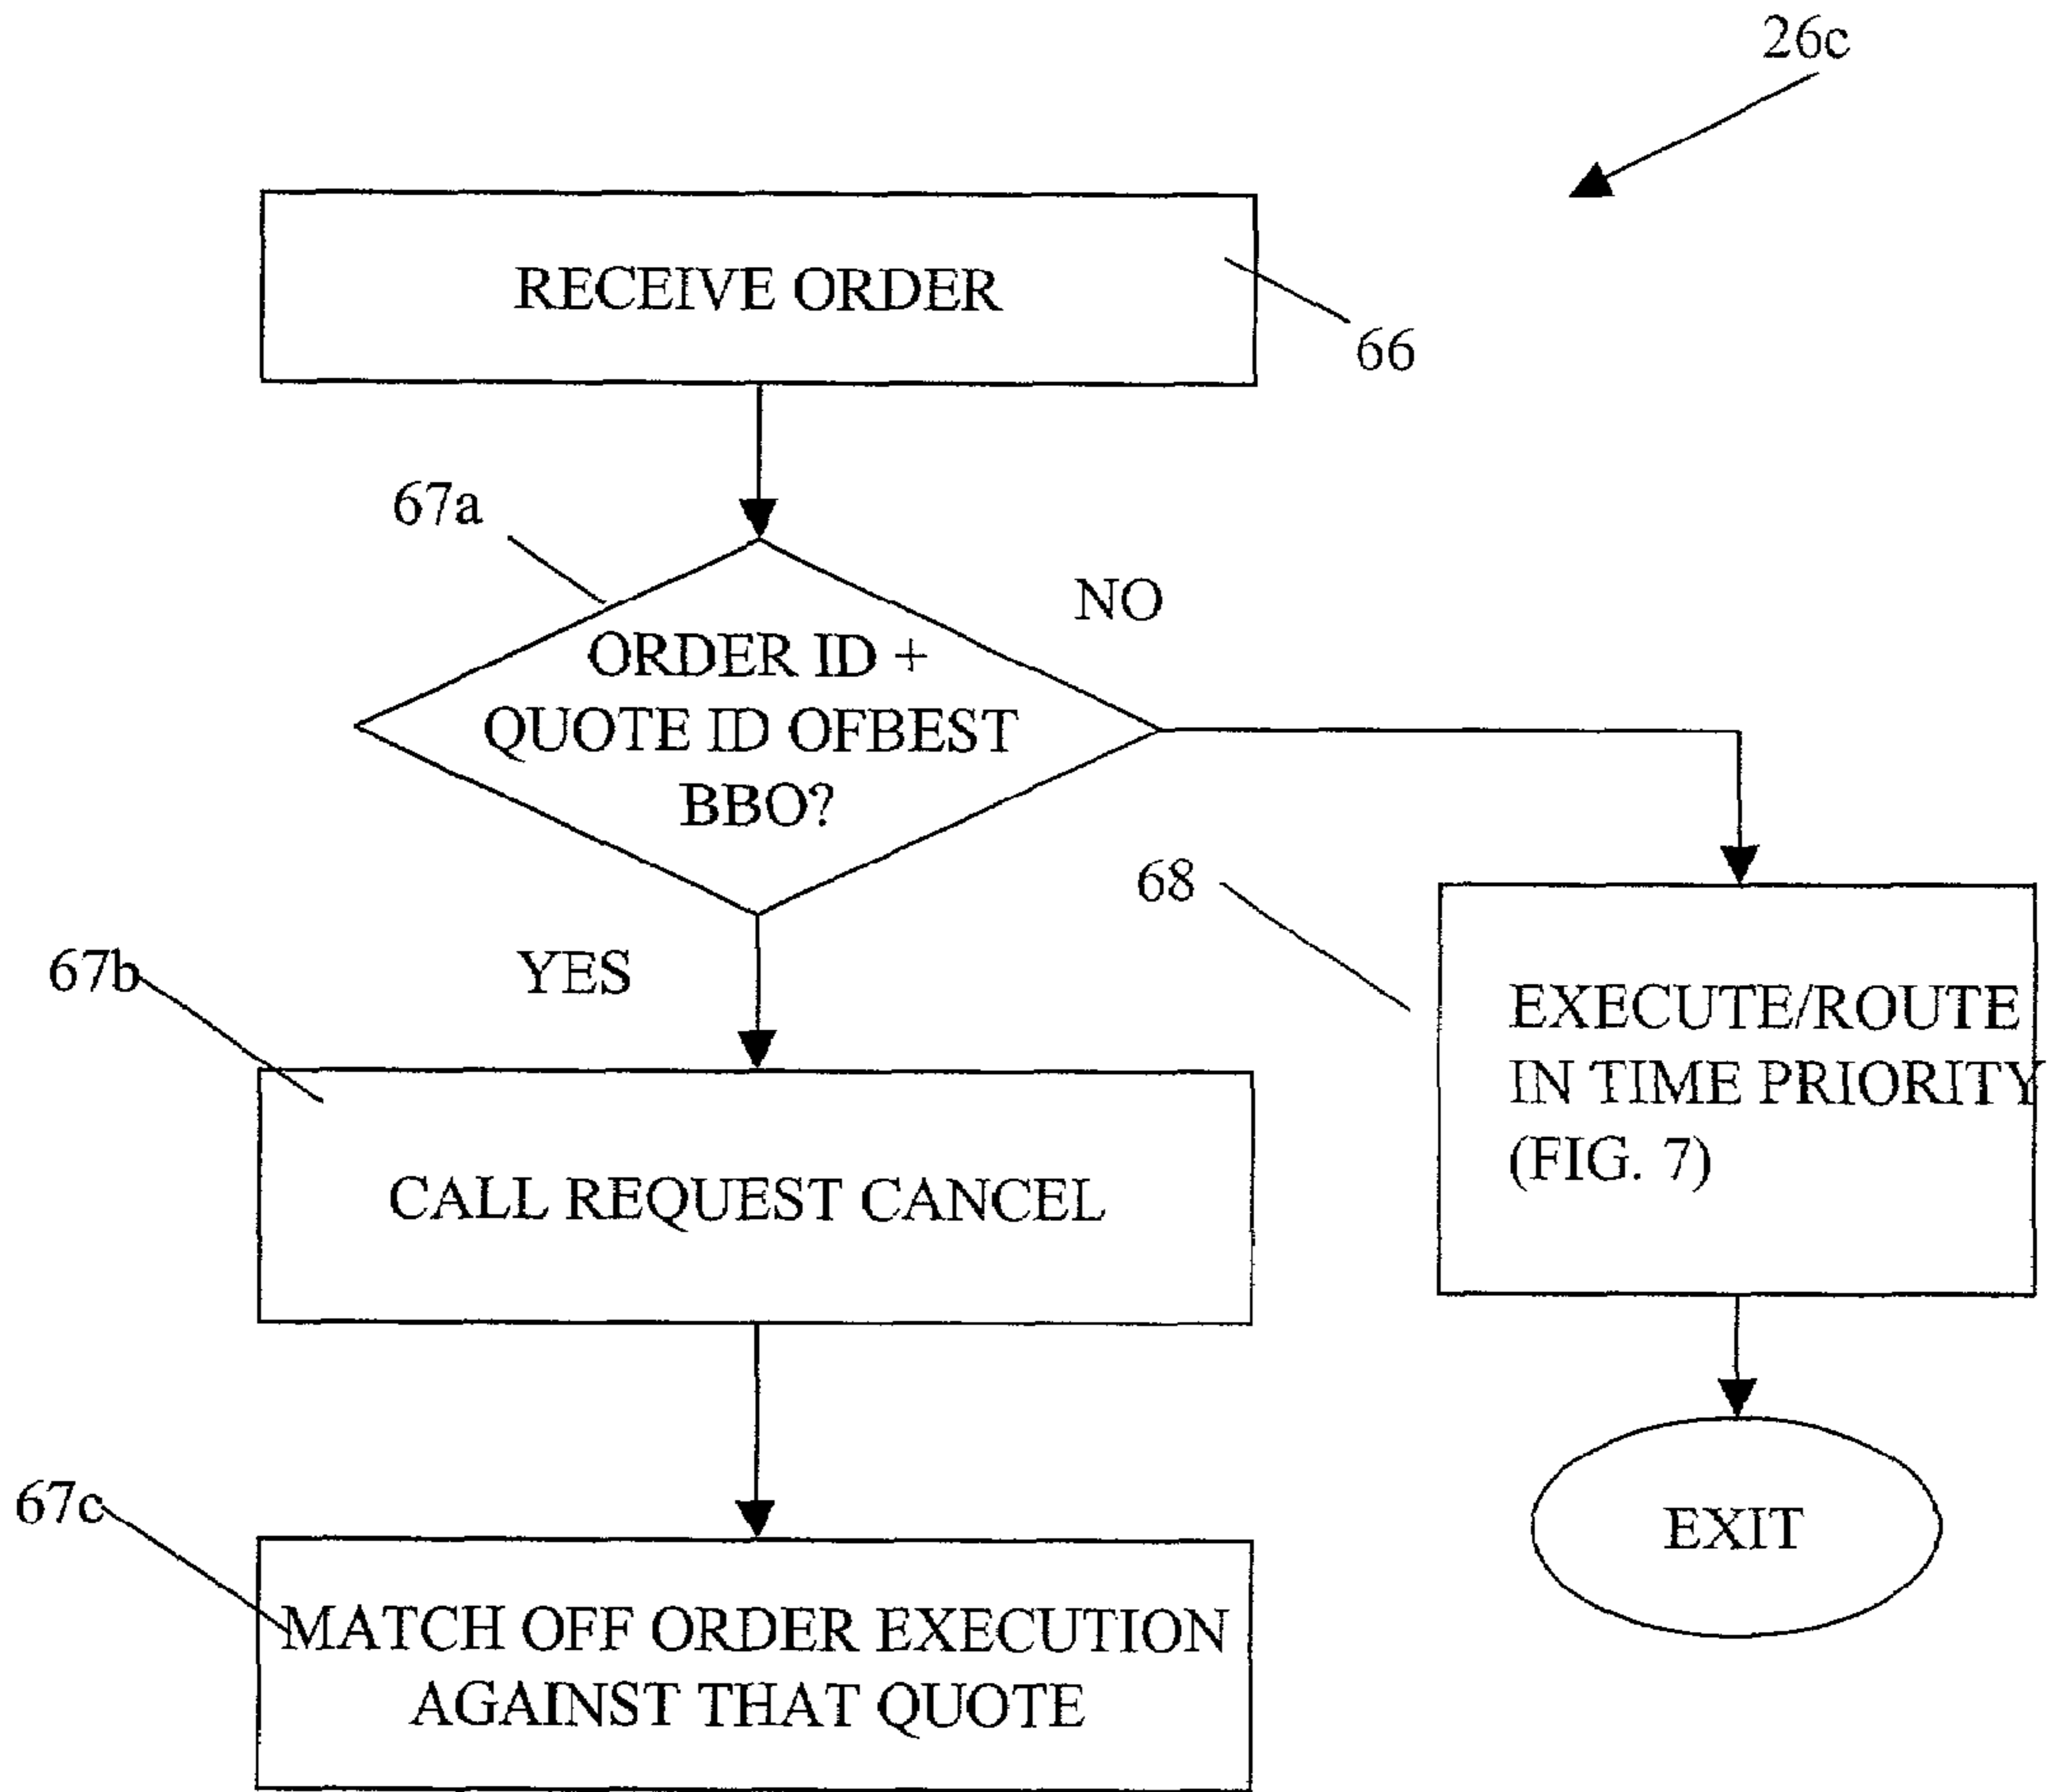 26c
RECEIVE ORDER
66
67a
NO
ORDER ID +
QUOTE ID OFBEST
BBO?
68
YES
67b
EXECUTE/ROUTE
IN TIME PRIORITY
(FIG. 7)
CALL REQUEST CANCEL
67c
EXIT
MATCH OFF ORDER EXECUTION
AGAINST THAT QUOTE